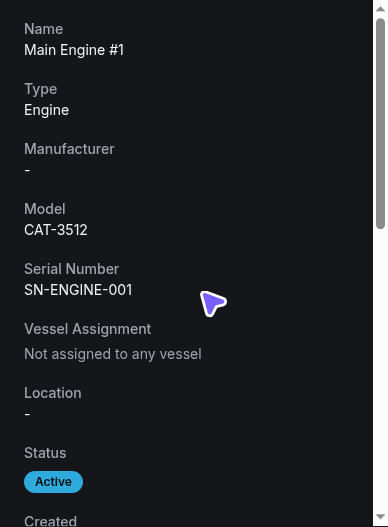 Name
Main Engine #1
Type
Engine
Manufacturer
-
Model
CAT-3512
Serial Number
SN-ENGINE-001
Vessel Assignment
Not assigned to any vessel
Location
-
Status
Active
Created